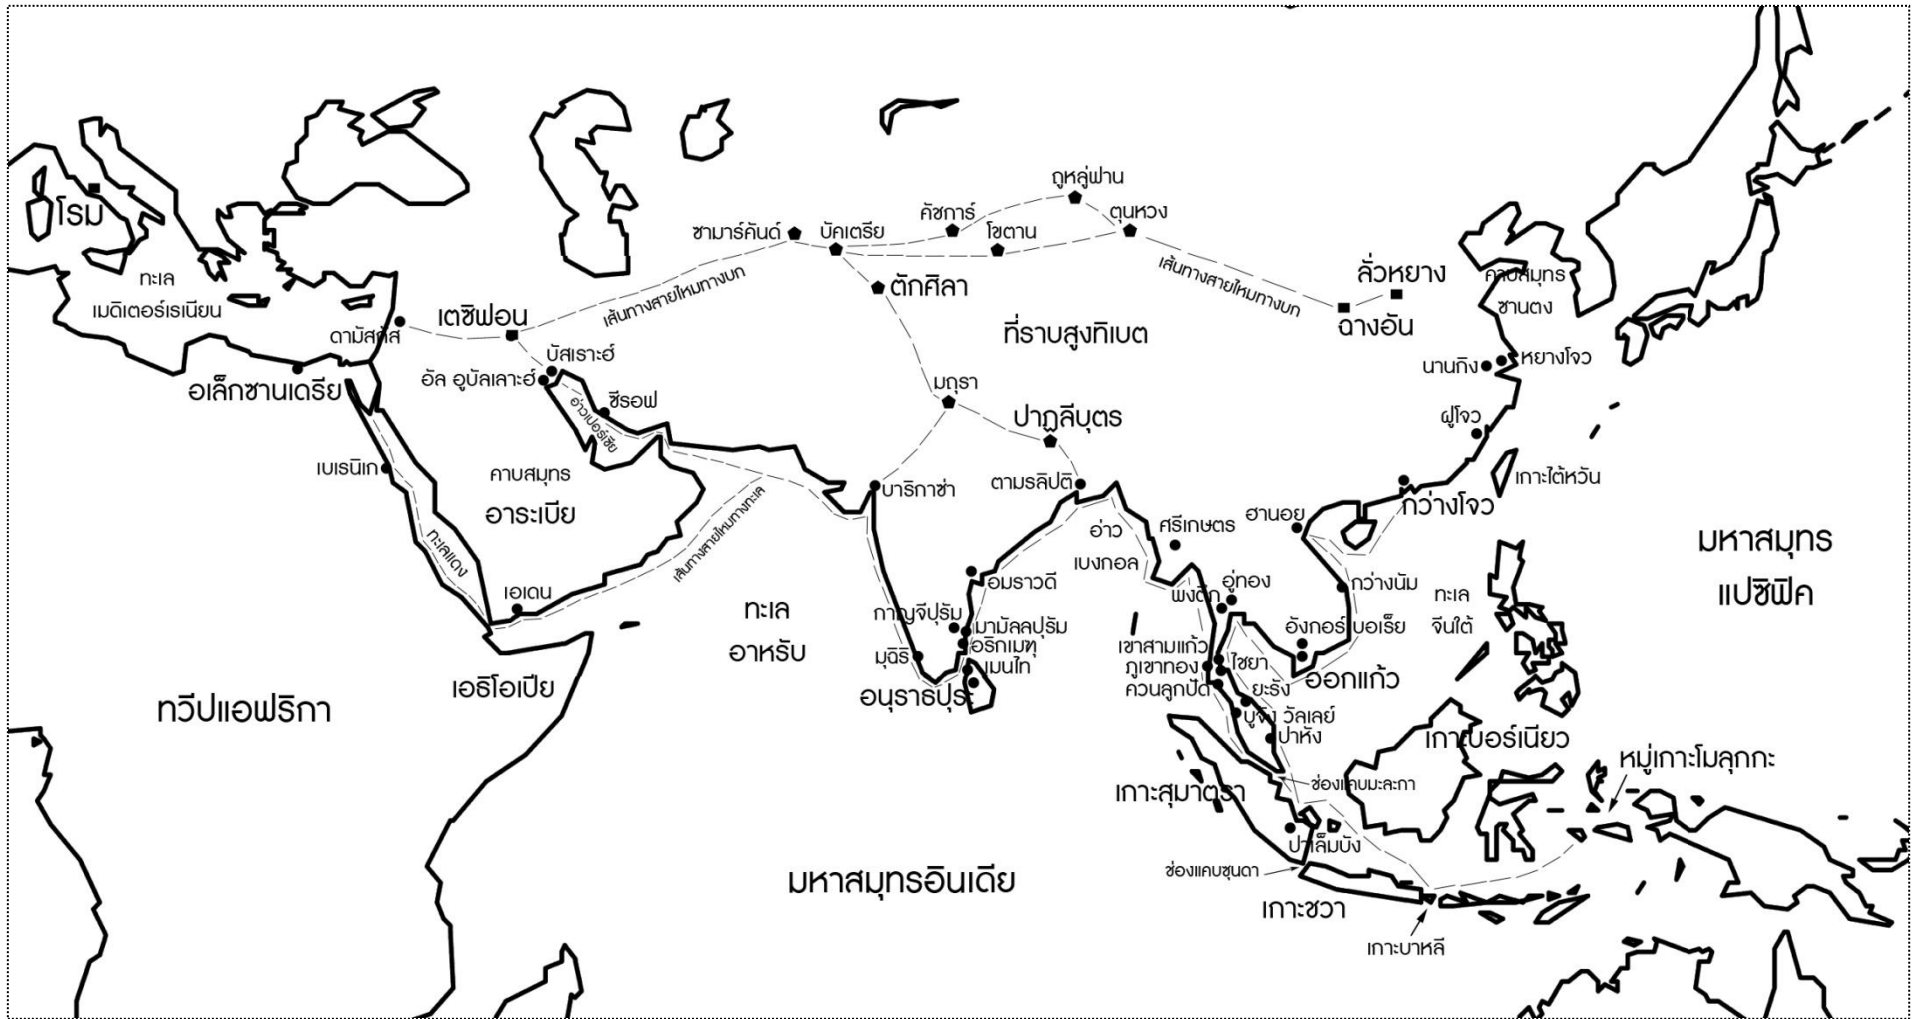 ถูหลู่ฟาน
โรม
คัชการ์
ตุนหวง
ซามาร์คันด์
บัคเตรีย
โขตาน
ทะเล
เมดิเตอร์เรเนียน
เส้นทางสายไหมทางบก
ตักศิลา
เส้นทางสายไหมทางบก
ลั่วหยาง
คาบสมุทร
ซานตง
ดามัสกัส
เตซิฟอน
ที่ราบสูงทิเบต
ฉางอัน
บัสเราะฮ์
นานกิง
หยางโจว
อเล็กซานเดรีย
อัล อูบัลเลาะฮ์
ซีรอฟ
อ่าวเปอร์เซีย
มถุรา
ปาฏลีบุตร
ฝูโจว
เบเรนิเก
คาบสมุทร
อาระเบีย
บาริกาซ่า
ตามรลิปติ
กว่างโจว
เกาะไต้หวัน
ทะเลแดง
เส้นทางสายไหมทางทะเล
อ่าว
เบงกอล
ศรีเกษตร
ฮานอย
มหาสมุทร
แปซิฟิค
เอเดน
อมราวดี
อู่ทอง
พงตึก
กว่างนัม
ทะเล
จีนใต้
ทะเล
อาหรับ
กาญจีปุรัม
มามัลลปุรัม
อริกเมฑุ
มุฉิริ
เมนไท
อังกอร์ บอเรีย
เขาสามแก้ว
ภูเขาทอง
ไชยา
เอธิโอเปีย
อนุราธปุระ
ควนลูกปัด
ยะรัง
ออกแก้ว
ทวีปแอฟริกา
บูจัง วัลเลย์
ปาหัง
เกาะบอร์เนียว
หมู่เกาะโมลุกกะ
เกาะสุมาตรา
ช่องแคบมะละกา
ปาเล็มบัง
มหาสมุทรอินเดีย
ช่องแคบซุนดา
เกาะชวา
เกาะบาหลี